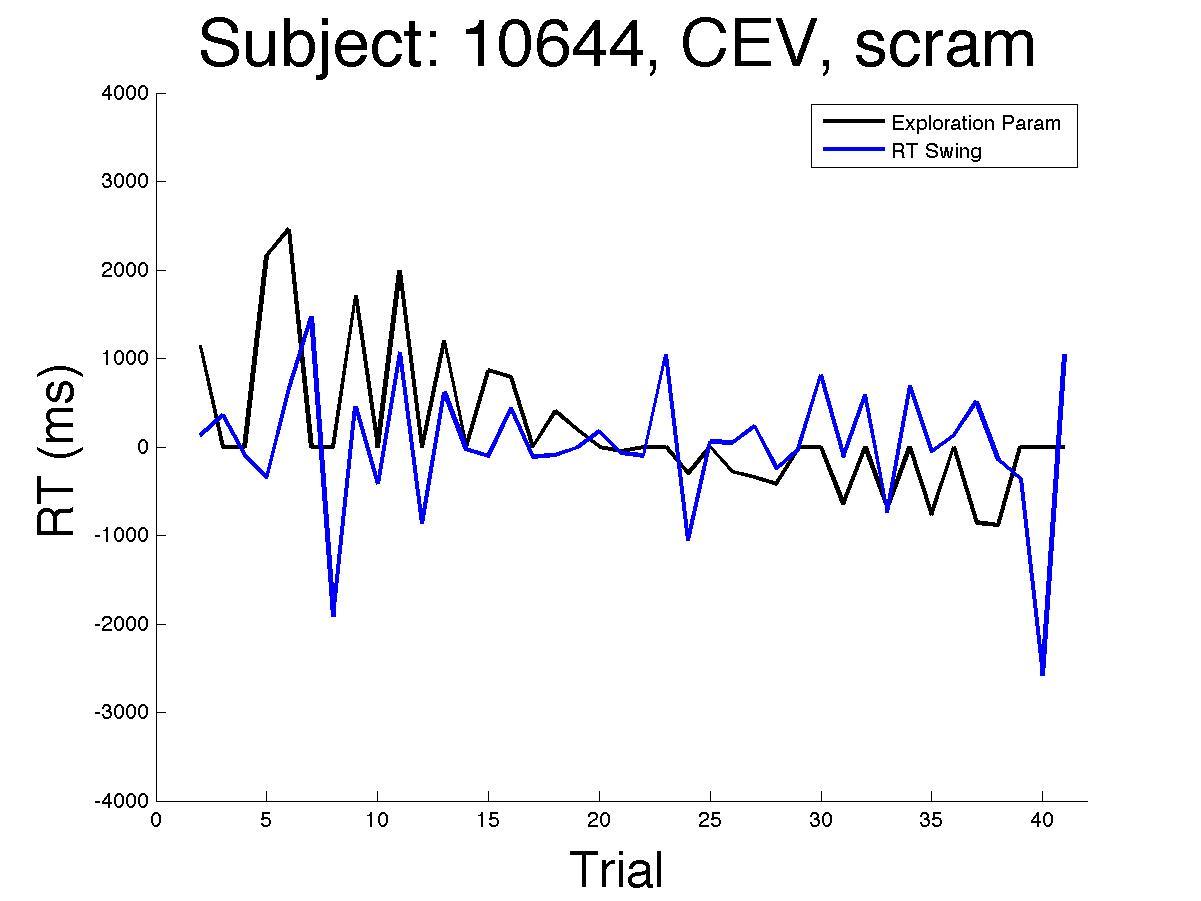 Subject: 10644, CEV, scram
4000
3000
2000
1000
0
-1000
-2000
-3000
-4000
RT (ms)
Exploration Param
RT Swing
0 5 10 15 20 25 30 35 40
Trial